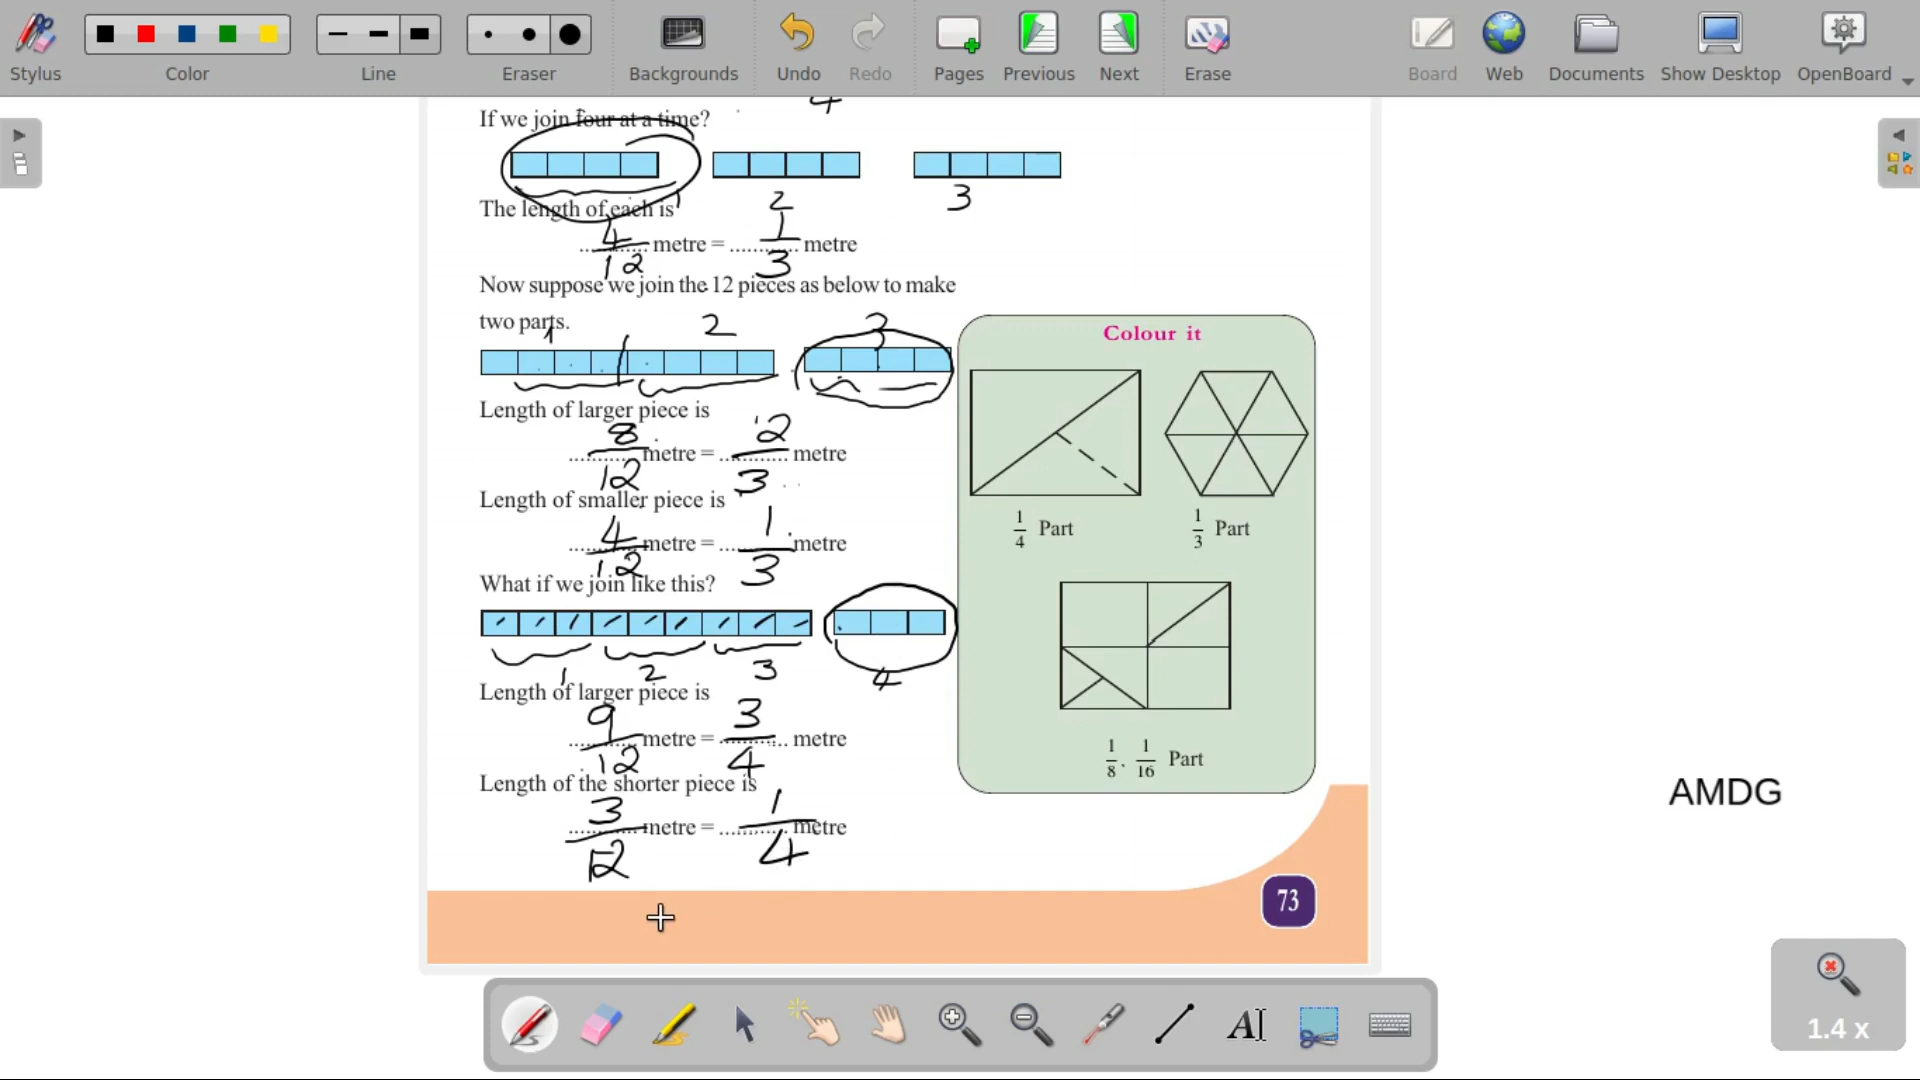 Stylus Color Line Eraser Backgrounds Undo Redo Pages Previous Next Erase Board Web Documents Show Desktop OpenBoard
4
If we join four at a time?
The length of each is
1 2 3
4/12 metre = 1/3 metre
Now suppose we join the 12 pieces as below to make
two parts.
1 2 3
Length of larger piece is
8/12 metre = 2/3 metre
Length of smaller piece is
4/12 metre = 1/3 metre
What if we join like this?
1 2 3 4
Length of larger piece is
9/12 metre = 3/4 metre
Length of the shorter piece is
3/12 metre = 1/4 metre
Colour it
1/4 Part 1/3 Part
1/8, 1/16 Part
73
AMDG
1.4 x